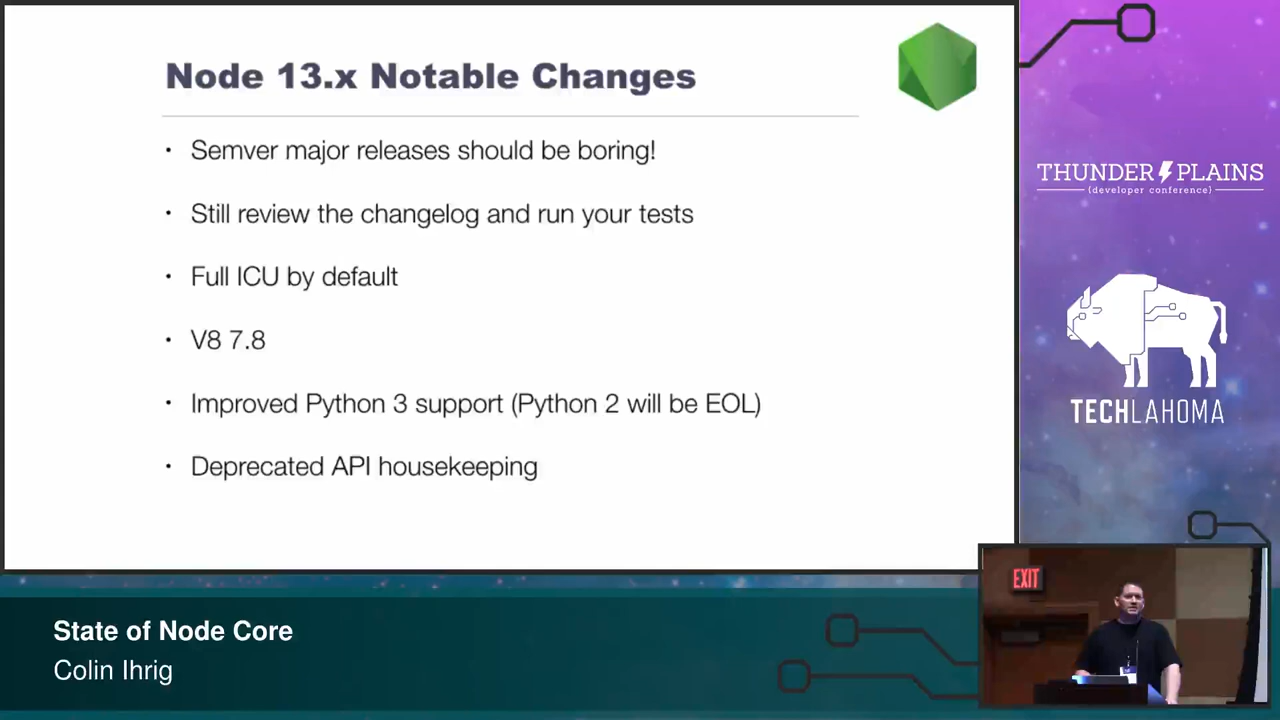 Node 13.x Notable Changes
• Semver major releases should be boring!
• Still review the changelog and run your tests
• Full ICU by default
• V8 7.8
• Improved Python 3 support (Python 2 will be EOL)
• Deprecated API housekeeping
THUNDER PLAINS
{developer conference}
TECHLAHOMA
EXIT
State of Node Core
Colin Ihrig